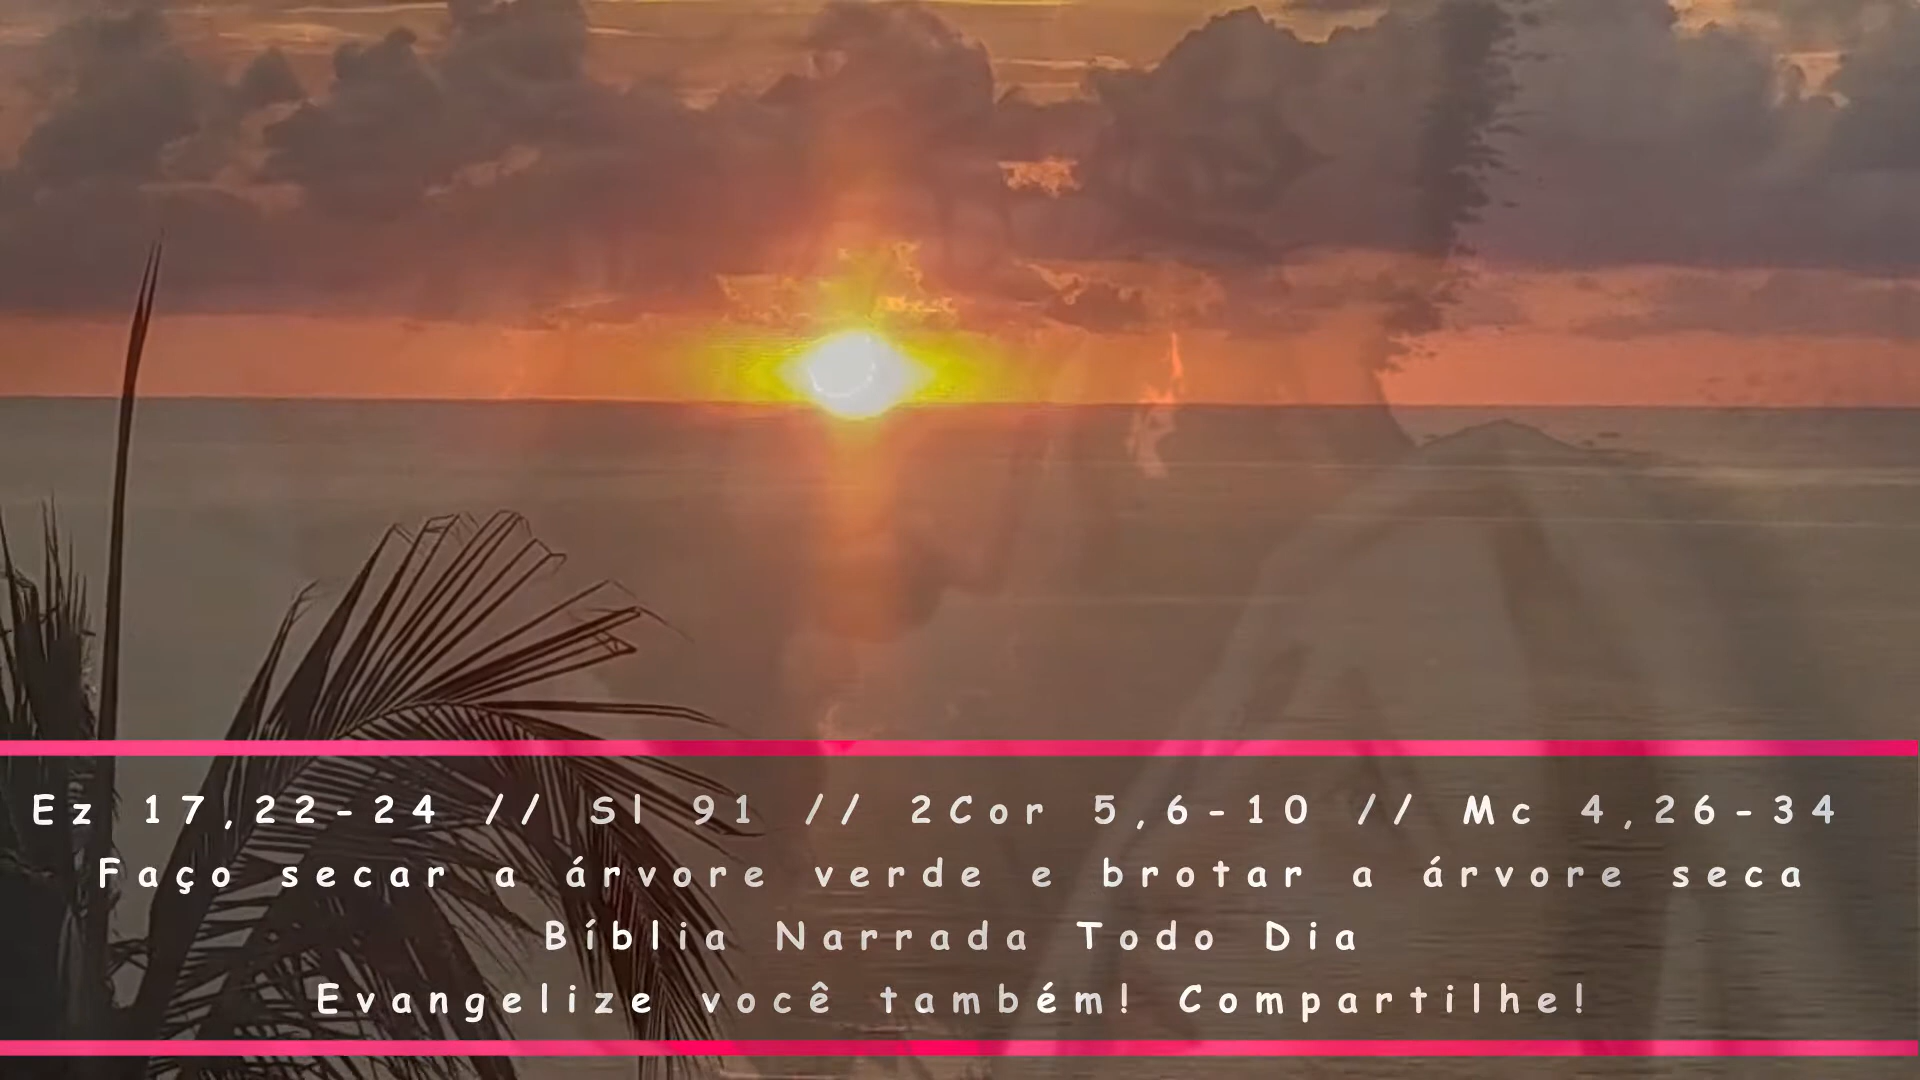 Ez 17,22-24 // Sl 91 // 2Cor 5,6-10 // Mc 4,26-34
Faço secar a árvore verde e brotar a árvore seca
Bíblia Narrada Todo Dia
Evangelize você também! Compartilhe!